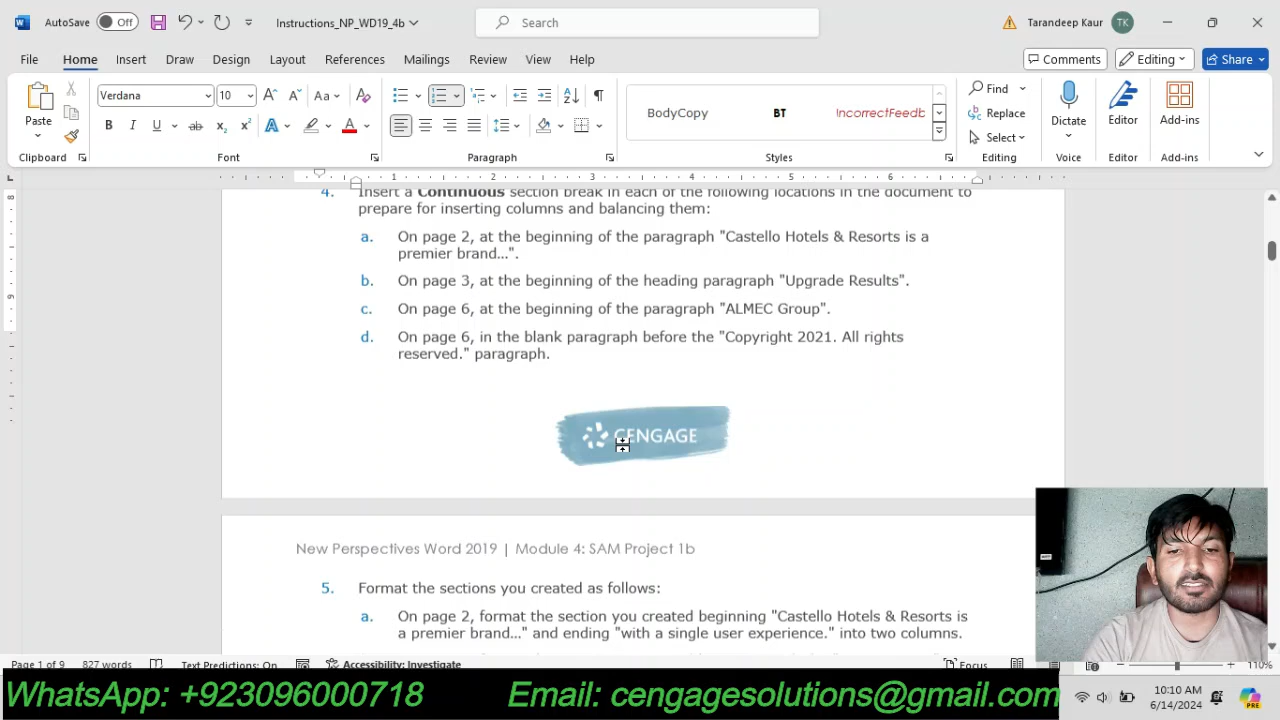 AutoSave Off Instructions_NP_WD19_4b Search Tarandeep Kaur TK
File Home Insert Draw Design Layout References Mailings Review View Help Comments Editing Share
Paste Verdana 10 Aa BodyCopy BT IncorrectFeedb Find Replace Select Dictate Editor Add-ins
Clipboard Font Paragraph Styles Editing Voice Editor Add-ins
1 2 3 4 5 6
4. Insert a Continuous section break in each of the following locations in the document to
prepare for inserting columns and balancing them:
a. On page 2, at the beginning of the paragraph "Castello Hotels & Resorts is a
premier brand...".
b. On page 3, at the beginning of the heading paragraph "Upgrade Results".
c. On page 6, at the beginning of the paragraph "ALMEC Group".
d. On page 6, in the blank paragraph before the "Copyright 2021. All rights
reserved." paragraph.
CENGAGE
New Perspectives Word 2019 | Module 4: SAM Project 1b
5. Format the sections you created as follows:
a. On page 2, format the section you created beginning "Castello Hotels & Resorts is
a premier brand..." and ending "with a single user experience." into two columns.
Page 1 of 9 827 words Text Predictions: On Accessibility: Investigate Focus 110%
WhatsApp: +923096000718 Email: cengagesolutions@gmail.com
10:10 AM
6/14/2024